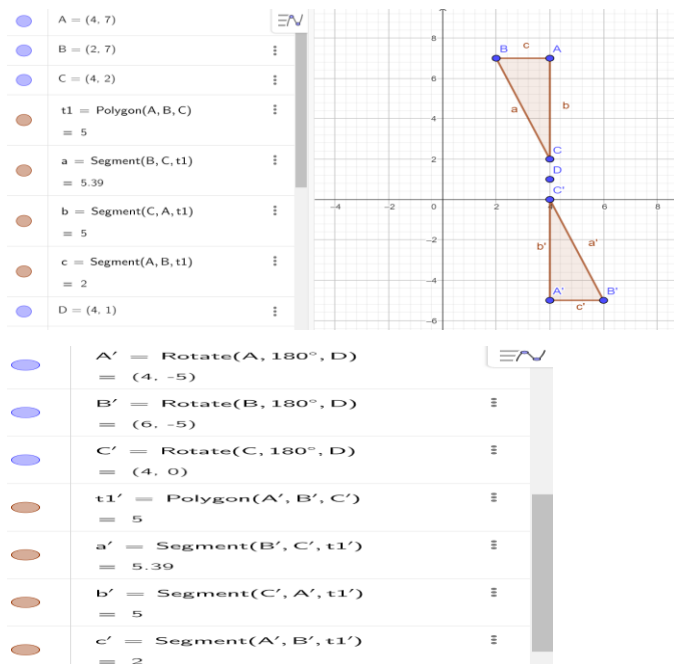 A = (4, 7)
B = (2, 7)
C = (4, 2)
t1 = Polygon(A, B, C)
= 5
a = Segment(B, C, t1)
= 5.39
b = Segment(C, A, t1)
= 5
c = Segment(A, B, t1)
= 2
D = (4, 1)
8
6
4
2
0
−2
−4
−6
−4
−2
2
6
8
B
c
A
a
b
C
D
C'
b'
a'
A'
B'
c'
A′ = Rotate(A, 180°, D)
= (4, -5)
B′ = Rotate(B, 180°, D)
= (6, -5)
C′ = Rotate(C, 180°, D)
= (4, 0)
t1′ = Polygon(A′, B′, C′)
= 5
a′ = Segment(B′, C′, t1′)
= 5.39
b′ = Segment(C′, A′, t1′)
= 5
c′ = Segment(A′, B′, t1′)
= 2